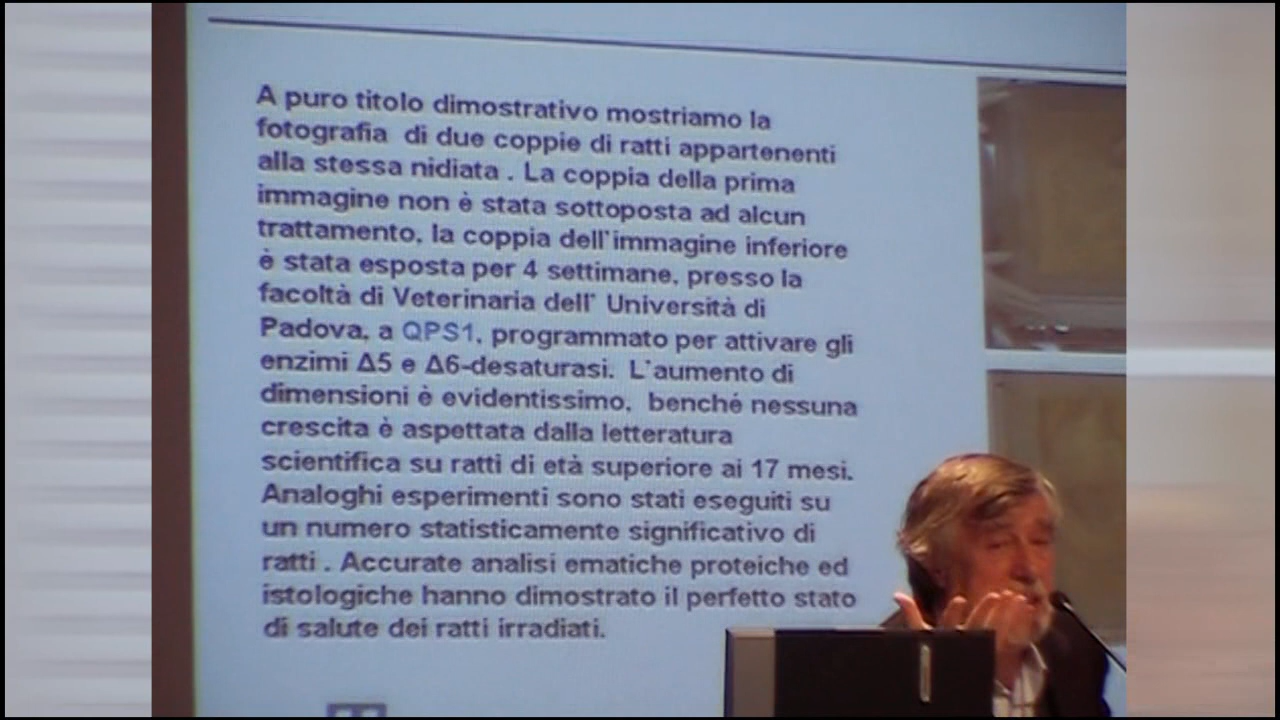 A puro titolo dimostrativo mostriamo la
fotografia di due coppie di ratti appartenenti
alla stessa nidiata . La coppia della prima
immagine non è stata sottoposta ad alcun
trattamento, la coppia dell'immagine inferiore
è stata esposta per 4 settimane, presso la
facoltà di Veterinaria dell' Università di
Padova, a QPS1, programmato per attivare gli
enzimi Δ5 e Δ6-desaturasi. L'aumento di
dimensioni è evidentissimo, benché nessuna
crescita è aspettata dalla letteratura
scientifica su ratti di età superiore ai 17 mesi.
Analoghi esperimenti sono stati eseguiti su
un numero statisticamente significativo di
ratti . Accurate analisi ematiche proteiche ed
istologiche hanno dimostrato il perfetto stato
di salute dei ratti irradiati.